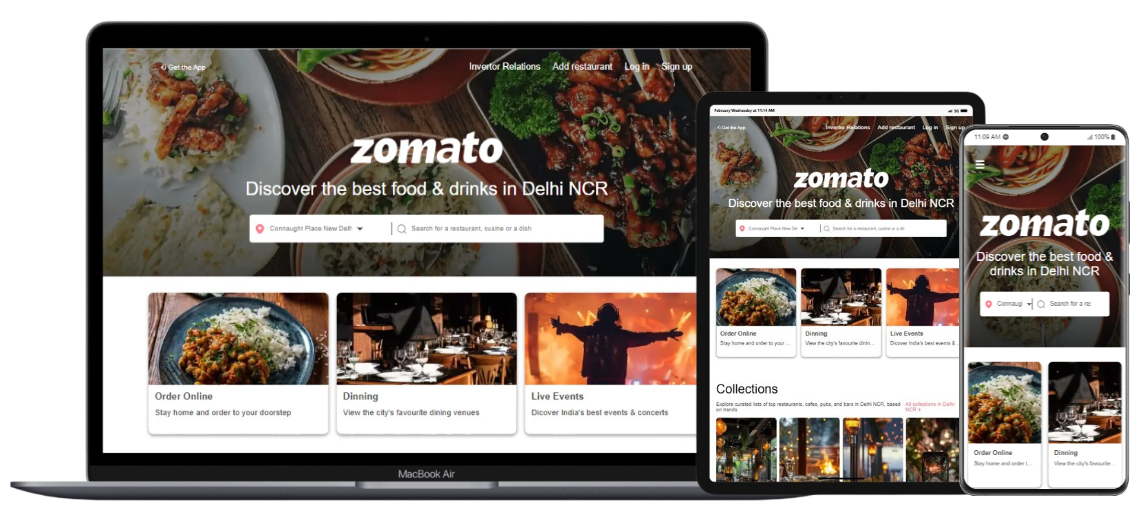 Get the App
Invertor Relations Add restaurant Log in Sign up
zomato
Discover the best food & drinks in Delhi NCR
Connaught Place New Delh
Search for a restaurant, cusine or a dish
Order Online
Stay home and order to your doorstep
Dinning
View the city's favourite dining venues
Live Events
Dicover India's best events & concerts
MacBook Air
February Wednesday at 11:14 AM
5G
Get the App
Invertor Relations Add restaurant Log in Sign up
zomato
Discover the best food & drinks in Delhi NCR
Connaught Place New De
Search for a restaurant, cusine or a dis
Order Online
Stay home and order to your ...
Dinning
View the city's favourite dinin...
Live Events
Dicover India's best events & ...
Collections
Explore curated lists of top restaurants, cafes, pubs, and bars in Delhi NCR, based
on trends
All collections in Delhi
NCR
11:09 AM
100%
zomato
Discover the best food &
drinks in Delhi NCR
Connaugl
Search for a re
Order Online
Stay home and order t...
Dinning
View the city's favourite...